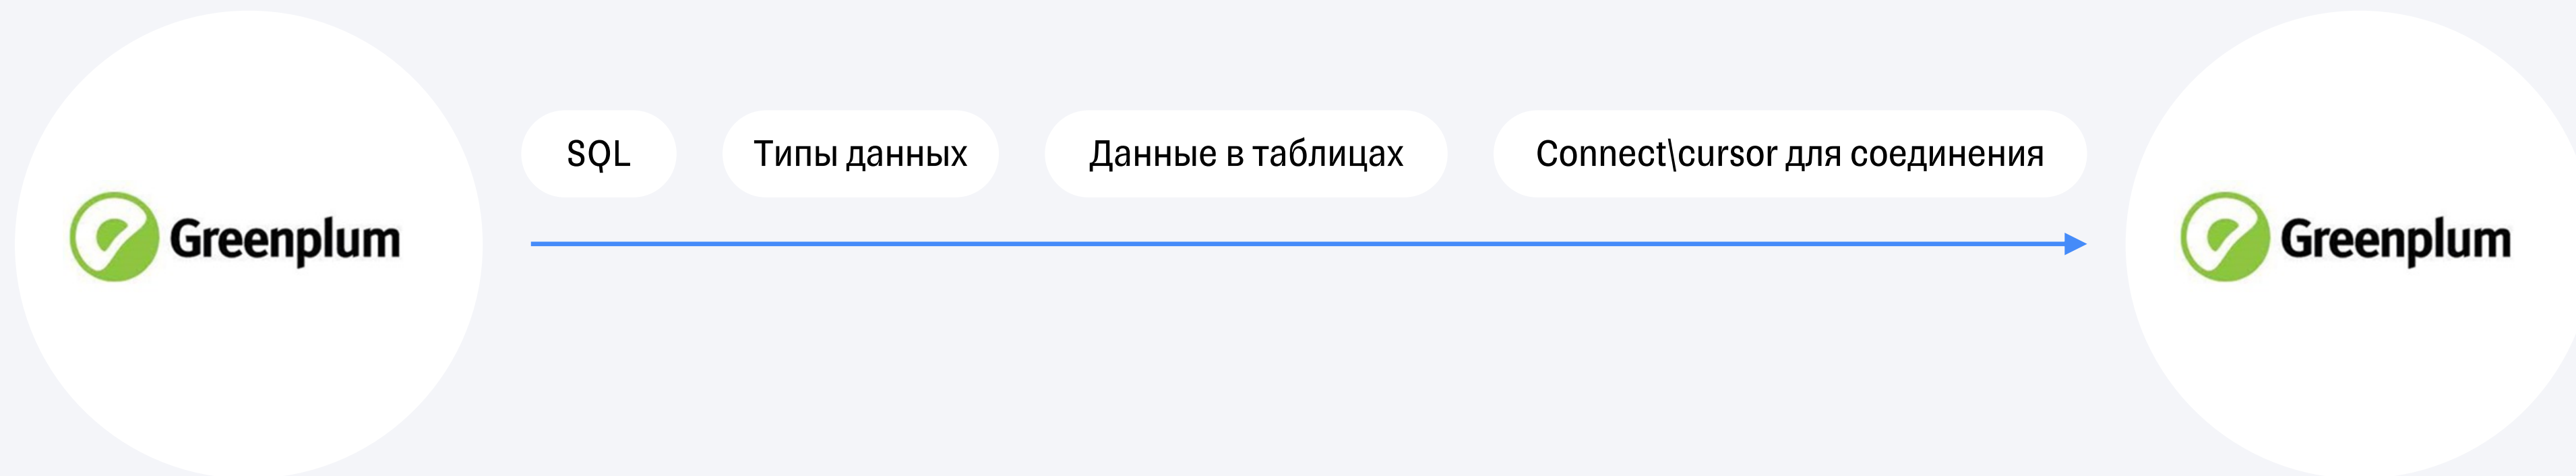 SQL
Типы данных
Данные в таблицах
Connect\cursor для соединения
Greenplum
Greenplum